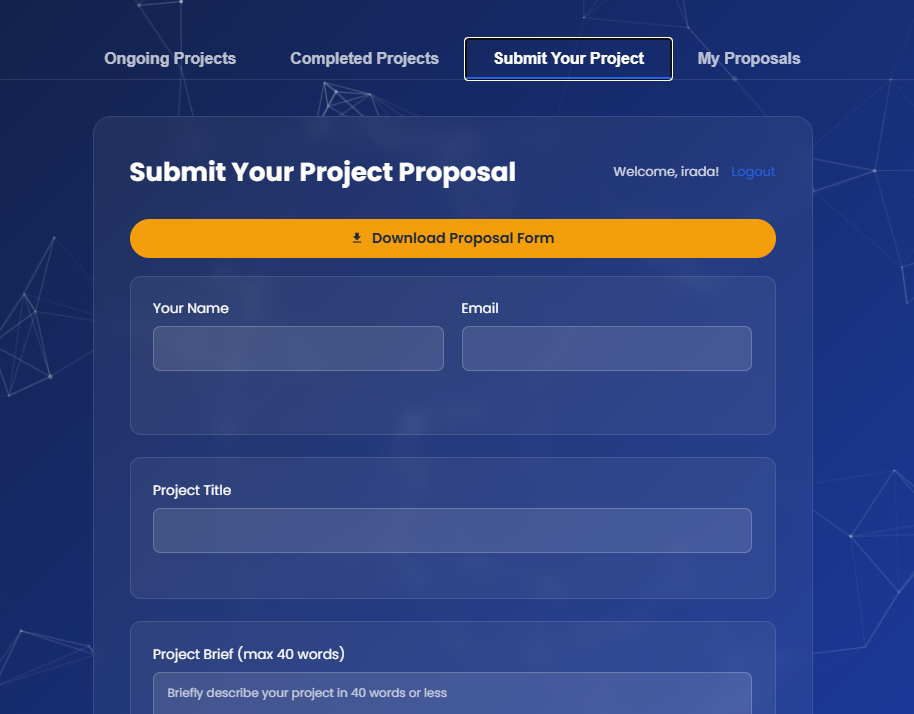 Ongoing Projects Completed Projects Submit Your Project My Proposals
Submit Your Project Proposal
Welcome, irada! Logout
Download Proposal Form
Your Name Email
Project Title
Project Brief (max 40 words)
Briefly describe your project in 40 words or less